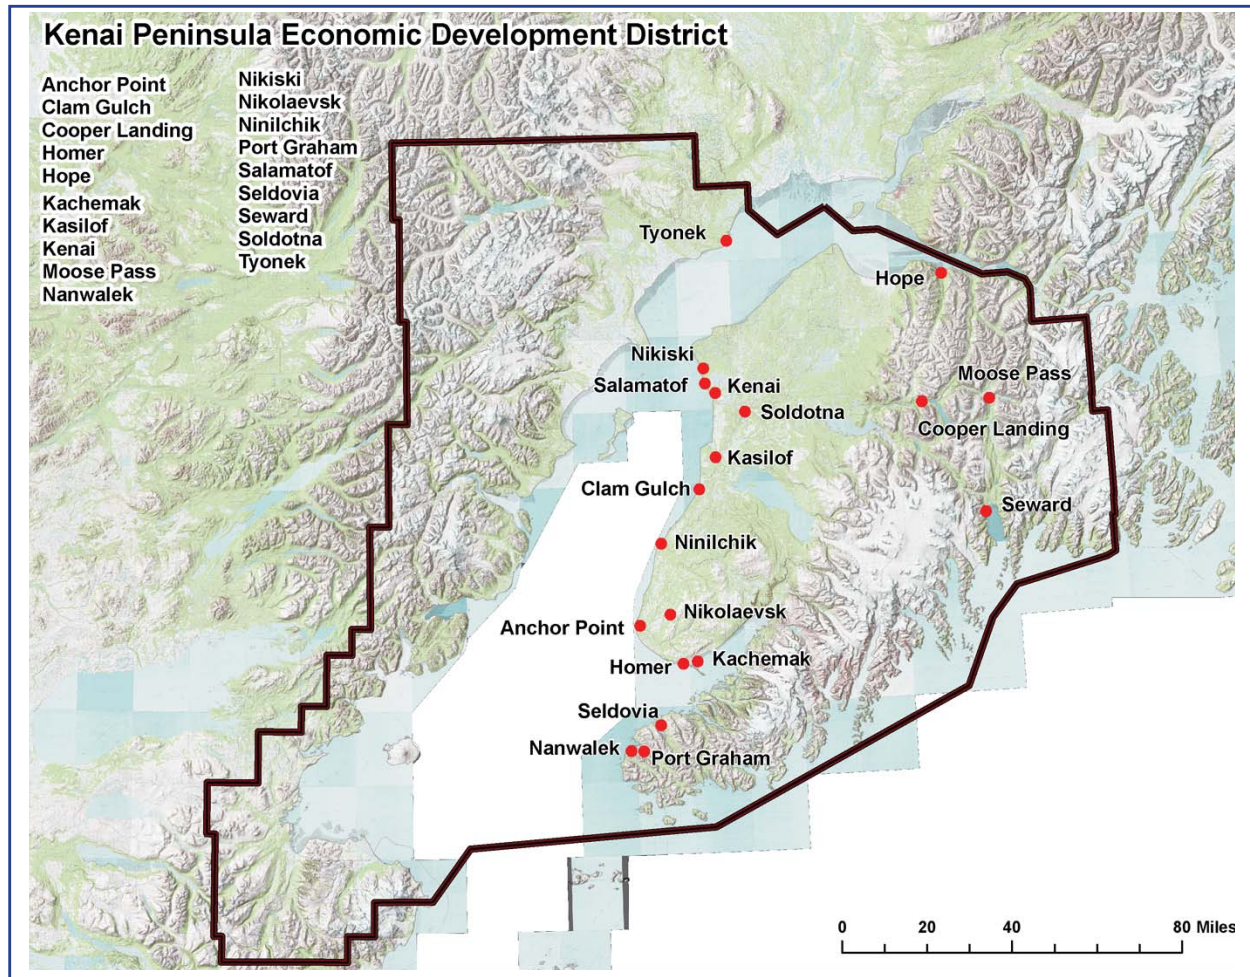 Kenai Peninsula Economic Development District
Anchor Point
Clam Gulch
Cooper Landing
Homer
Hope
Kachemak
Kasilof
Kenai
Moose Pass
Nanwalek
Nikiski
Nikolaevsk
Ninilchik
Port Graham
Salamatof
Seldovia
Seward
Soldotna
Tyonek
Tyonek
Hope
Nikiski
Salamatof
Kenai
Moose Pass
Soldotna
Cooper Landing
Kasilof
Clam Gulch
Seward
Ninilchik
Nikolaevsk
Anchor Point
Homer
Kachemak
Seldovia
Nanwalek
Port Graham
0 20 40 80 Miles